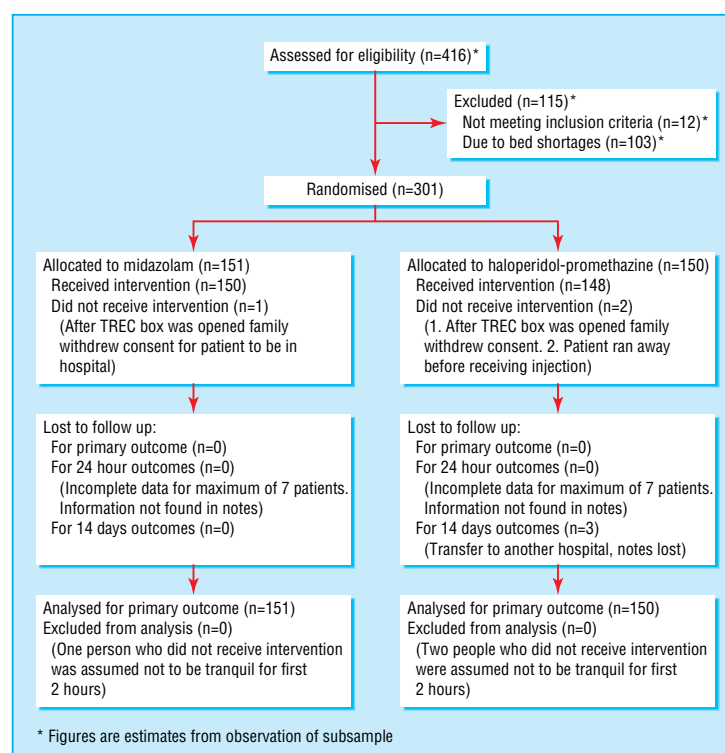 Assessed for eligibility (n=416)*
Excluded (n=115)*
Not meeting inclusion criteria (n=12)*
Due to bed shortages (n=103)*
Randomised (n=301)
Allocated to midazolam (n=151)
Received intervention (n=150)
Did not receive intervention (n=1)
(After TREC box was opened family
withdrew consent for patient to be in
hospital)
Allocated to haloperidol-promethazine (n=150)
Received intervention (n=148)
Did not receive intervention (n=2)
(1. After TREC box was opened family
withdrew consent. 2. Patient ran away
before receiving injection)
Lost to follow up:
For primary outcome (n=0)
For 24 hour outcomes (n=0)
(Incomplete data for maximum of 7 patients.
Information not found in notes)
For 14 days outcomes (n=0)
Lost to follow up:
For primary outcome (n=0)
For 24 hour outcomes (n=0)
(Incomplete data for maximum of 7 patients.
Information not found in notes)
For 14 days outcomes (n=3)
(Transfer to another hospital, notes lost)
Analysed for primary outcome (n=151)
Excluded from analysis (n=0)
(One person who did not receive intervention
was assumed not to be tranquil for first
2 hours)
Analysed for primary outcome (n=150)
Excluded from analysis (n=0)
(Two people who did not receive intervention
were assumed not to be tranquil for first
2 hours)
* Figures are estimates from observation of subsample